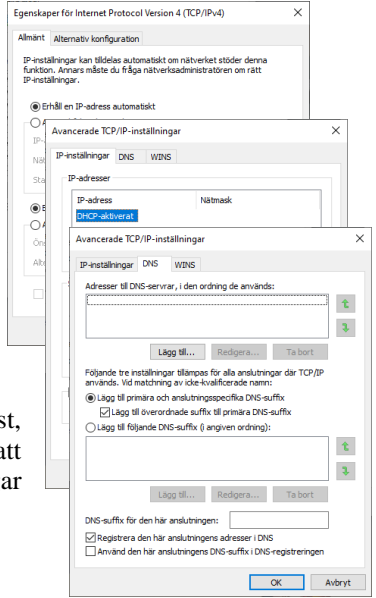 Egenskaper för Internet Protocol Version 4 (TCP/IPv4)
Allmänt Alternativ konfiguration
IP-inställningar kan tilldelas automatiskt om nätverket stöder denna
funktion. Annars måste du fråga nätverksadministratören om rätt
IP-inställningar.
Erhåll en IP-adress automatiskt
Avancerade TCP/IP-inställningar
IP-inställningar DNS WINS
IP-adresser
IP-adress Nätmask
DHCP-aktiverat
Avancerade TCP/IP-inställningar
IP-inställningar DNS WINS
Adresser till DNS-servrar, i den ordning de används:
Lägg till... Redigera... Ta bort
Följande tre inställningar tillämpas för alla anslutningar där TCP/IP
används. Vid matchning av icke-kvalificerade namn:
Lägg till primära och anslutningsspecifika DNS-suffix
Lägg till överordnade suffix till primära DNS-suffix
Lägg till följande DNS-suffix (i angiven ordning):
Lägg till... Redigera... Ta bort
DNS-suffix för den här anslutningen:
Registrera den här anslutningens adresser i DNS
Använd den här anslutningens DNS-suffix i DNS-registreringen
OK Avbryt
st,
att
ar